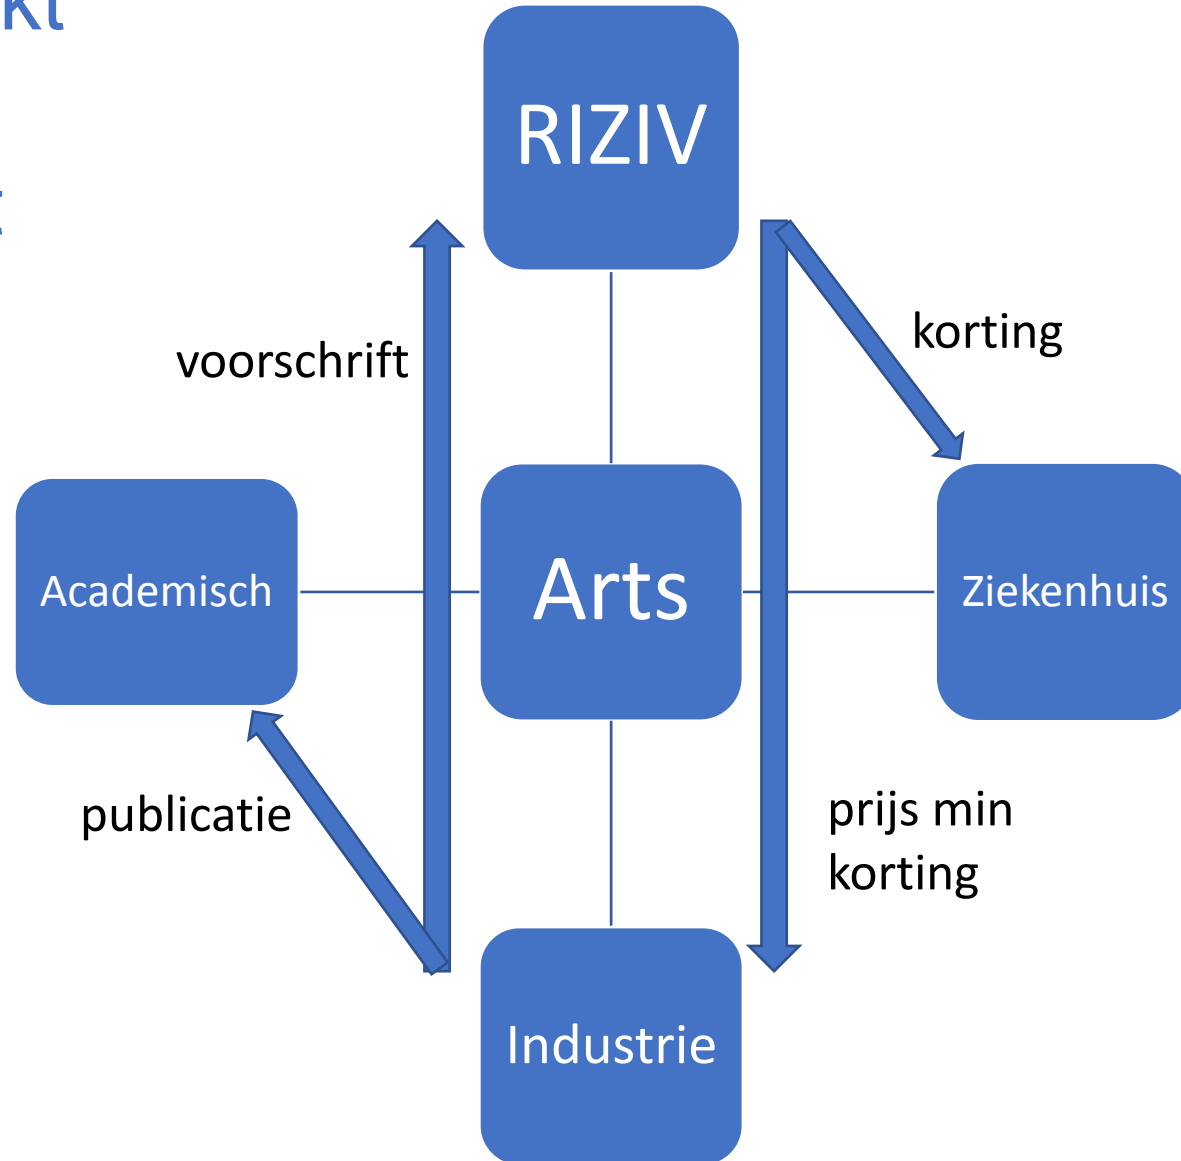 RIZIV
korting
voorschrift
Academisch
Arts
Ziekenhuis
publicatie
prijs min
korting
Industrie